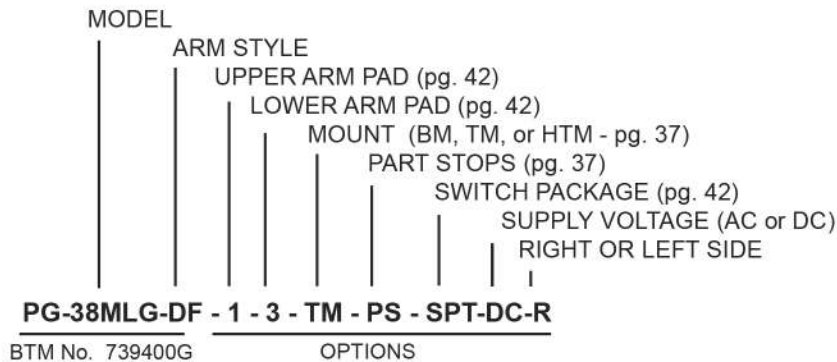 MODEL
ARM STYLE
UPPER ARM PAD (pg. 42)
LOWER ARM PAD (pg. 42)
MOUNT (BM, TM, or HTM - pg. 37)
PART STOPS (pg. 37)
SWITCH PACKAGE (pg. 42)
SUPPLY VOLTAGE (AC or DC)
RIGHT OR LEFT SIDE
PG-38MLG-DF - 1 - 3 - TM - PS - SPT-DC-R
BTM No. 739400G OPTIONS